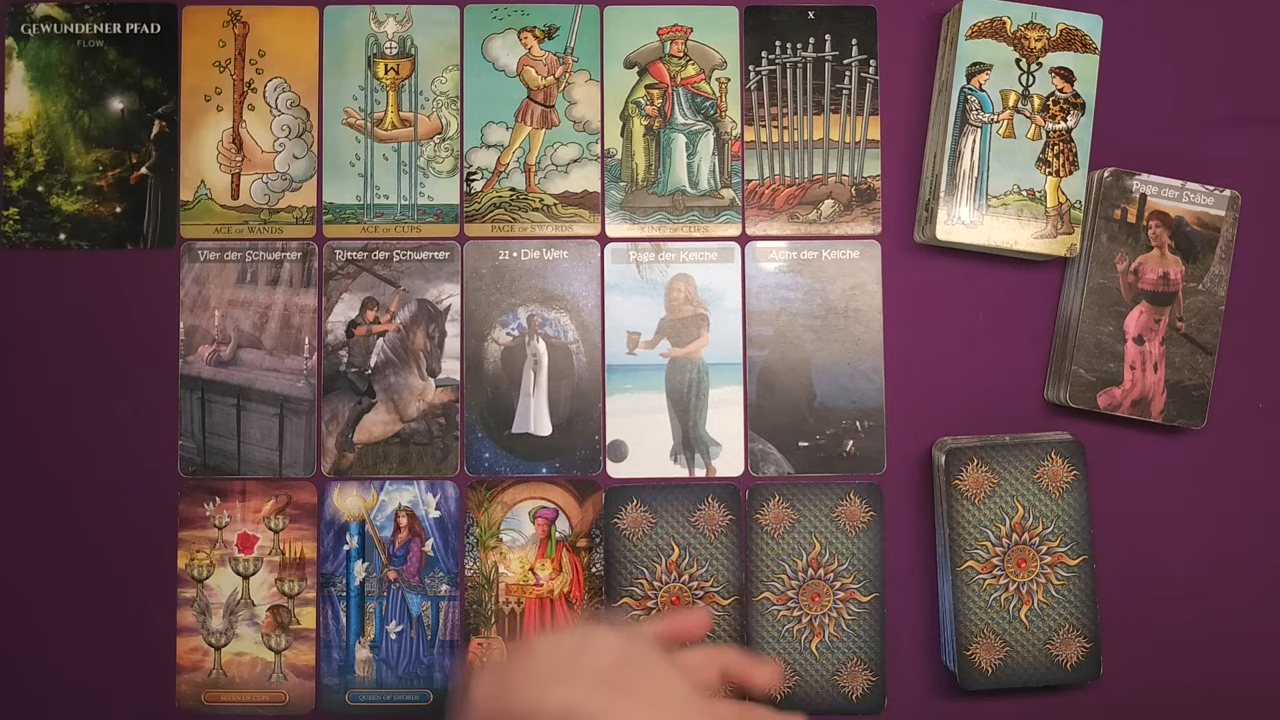 GEWUNDENER PFAD
FLOW
ACE OF WANDS
ACE OF CUPS
PAGE OF SWORDS
KING OF CUPS
X
II
Page der Stäbe
Vier der Schwerter
Ritter der Schwerter
21 • Die Welt
Page der Kelche
Acht der Kelche
SEVEN OF CUPS
QUEEN OF SWORDS